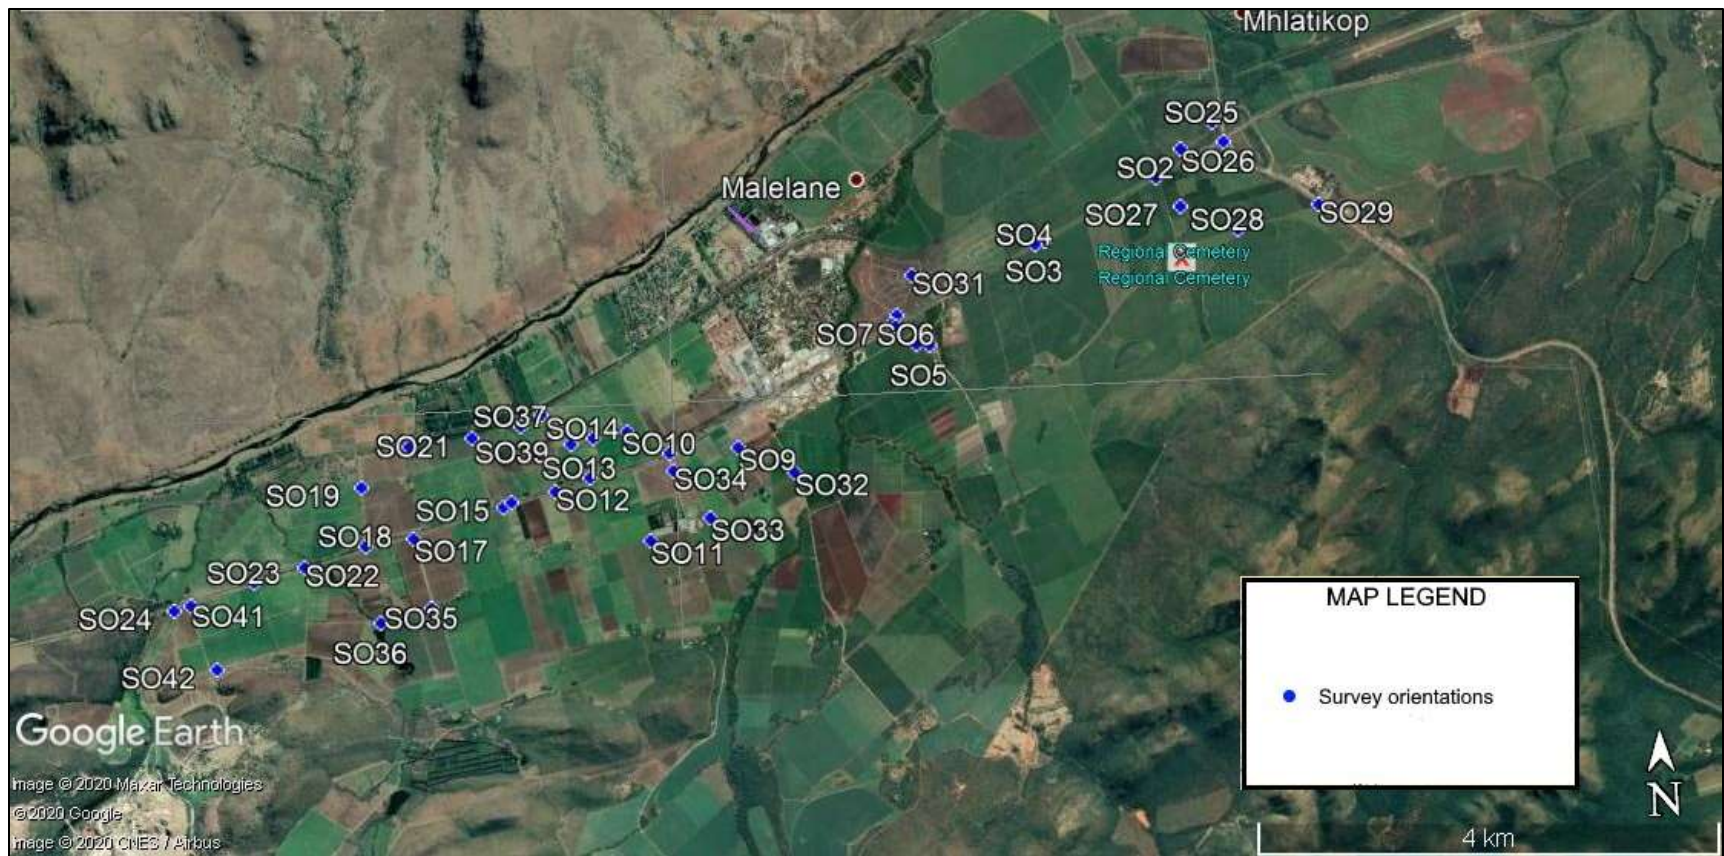 Mhlatikop
SO25
SO2
SO26
Malelane
SO27
SO28
SO29
SO4
Regional Cemetery
SO3
Regional Cemetery
SO31
SO7
SO6
SO5
SO37
SO14
SO21
SO39
SO10
SO9
SO13
SO34
SO32
SO19
SO15
SO12
SO18
SO17
SO33
SO11
SO23
SO22
SO24
SO41
SO35
SO36
SO42
MAP LEGEND
Survey orientations
Google Earth
Image © 2020 Maxar Technologies
© 2020 Google
Image © 2020 CNES / Airbus
N
4 km